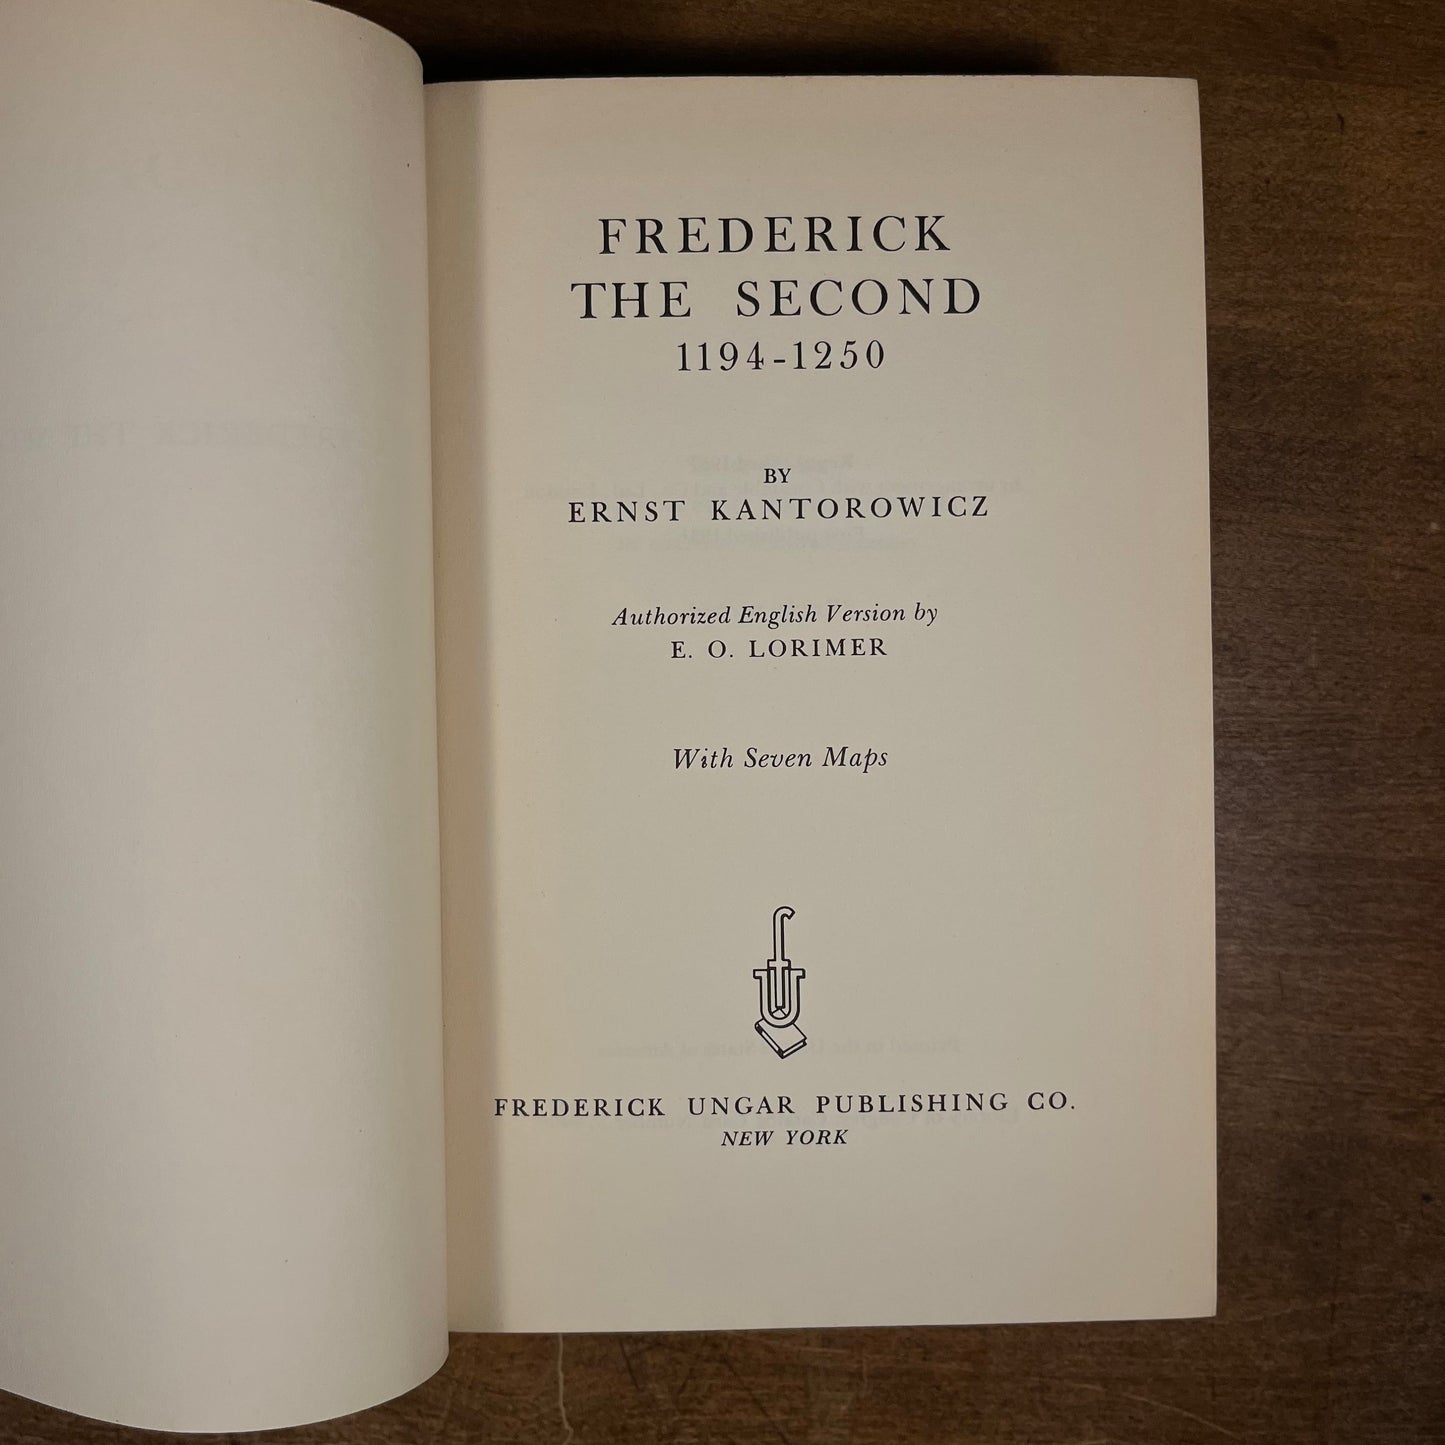 FREDERICK
THE SECOND
1194-1250
BY
ERNST KANTOROWICZ
Authorized English Version by
E. O. LORIMER
With Seven Maps
FREDERICK UNGAR PUBLISHING CO.
NEW YORK